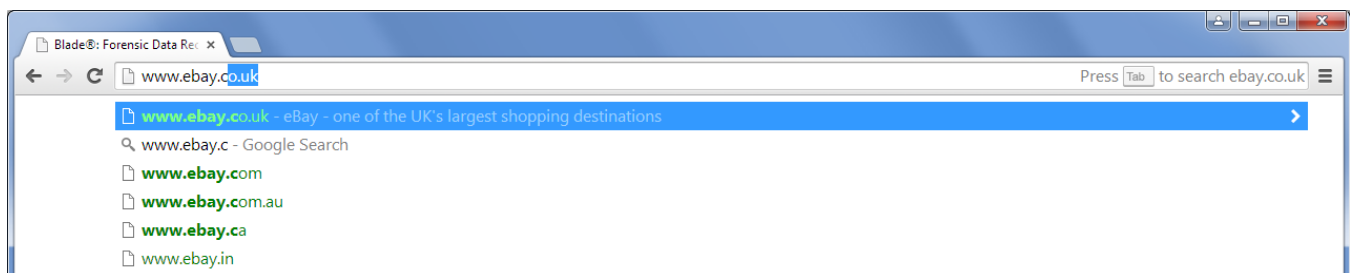 Blade®: Forensic Data Rec
www.ebay.co.uk Press Tab to search ebay.co.uk
www.ebay.co.uk - eBay - one of the UK's largest shopping destinations
www.ebay.c - Google Search
www.ebay.com
www.ebay.com.au
www.ebay.ca
www.ebay.in